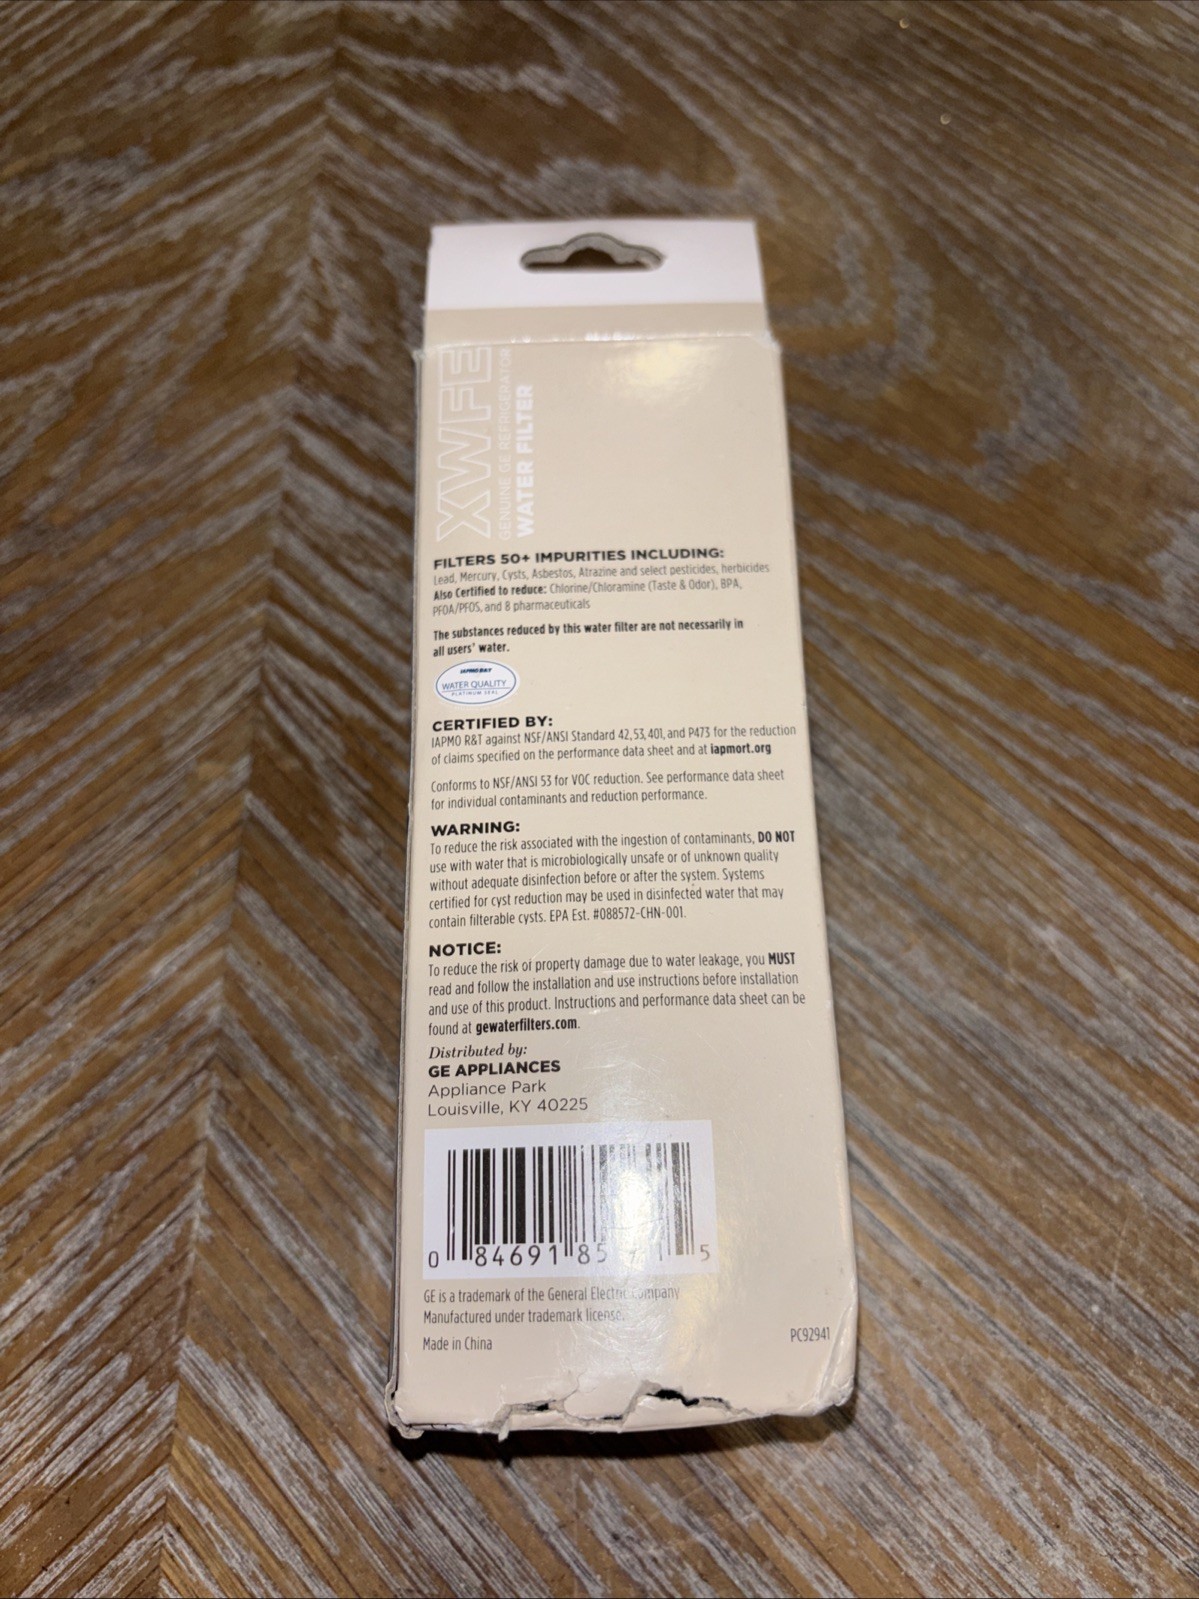 XWFE
GENUINE GE REFRIGERATOR
WATER FILTER
FILTERS 50+ IMPURITIES INCLUDING:
Lead, Mercury, Cysts, Asbestos, Atrazine and select pesticides, herbicides
Also Certified to reduce: Chlorine/Chloramine (Taste & Odor), BPA,
PFOA/PFOS, and 8 pharmaceuticals
The substances reduced by this water filter are not necessarily in
all users' water.
IAPMO R&T
WATER QUALITY
PLATINUM SEAL
CERTIFIED BY:
IAPMO R&T against NSF/ANSI Standard 42, 53, 401, and P473 for the reduction
of claims specified on the performance data sheet and at iapmort.org
Conforms to NSF/ANSI 53 for VOC reduction. See performance data sheet
for individual contaminants and reduction performance.
WARNING:
To reduce the risk associated with the ingestion of contaminants, DO NOT
use with water that is microbiologically unsafe or of unknown quality
without adequate disinfection before or after the system. Systems
certified for cyst reduction may be used in disinfected water that may
contain filterable cysts. EPA Est. #088572-CHN-001.
NOTICE:
To reduce the risk of property damage due to water leakage, you MUST
read and follow the installation and use instructions before installation
and use of this product. Instructions and performance data sheet can be
found at gewaterfilters.com.
Distributed by:
GE APPLIANCES
Appliance Park
Louisville, KY 40225
0 84691 85 1 5
GE is a trademark of the General Electric Company
Manufactured under trademark license.
Made in China
PC92941